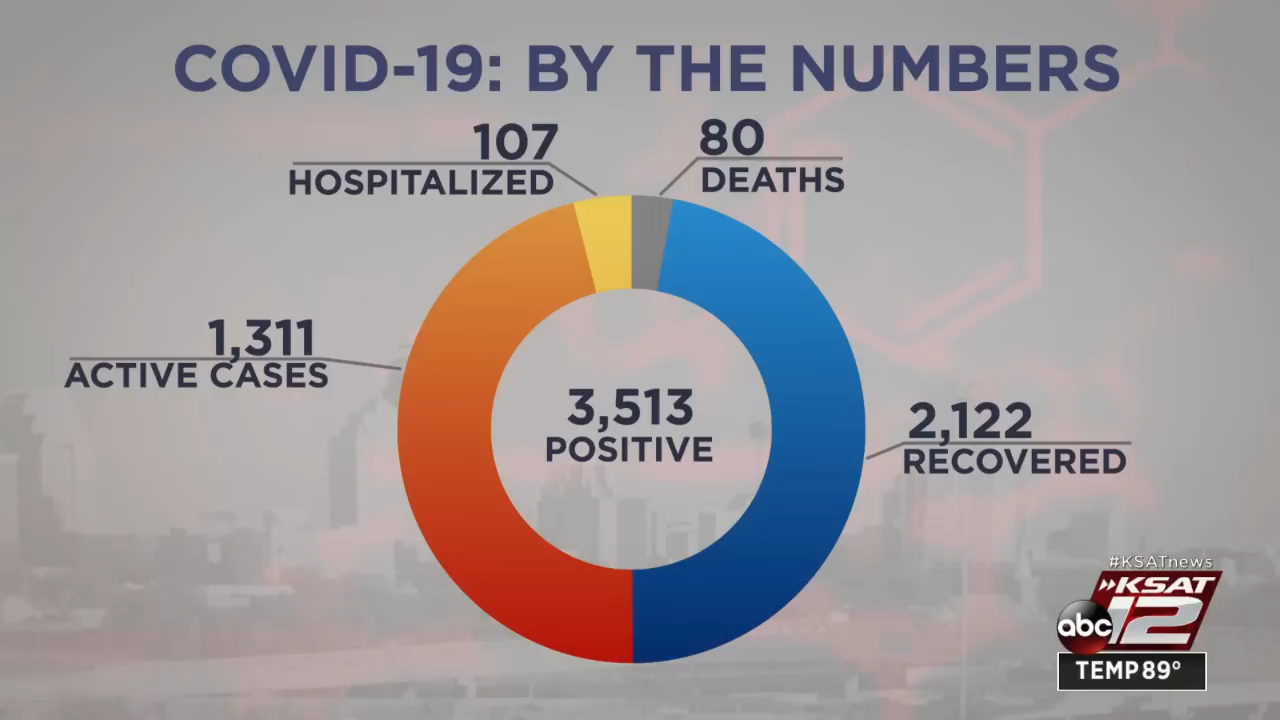 COVID-19: BY THE NUMBERS
107
HOSPITALIZED
80
DEATHS
1,311
ACTIVE CASES
3,513
POSITIVE
2,122
RECOVERED
#KSATnews
KSAT
abc 12
TEMP 89°